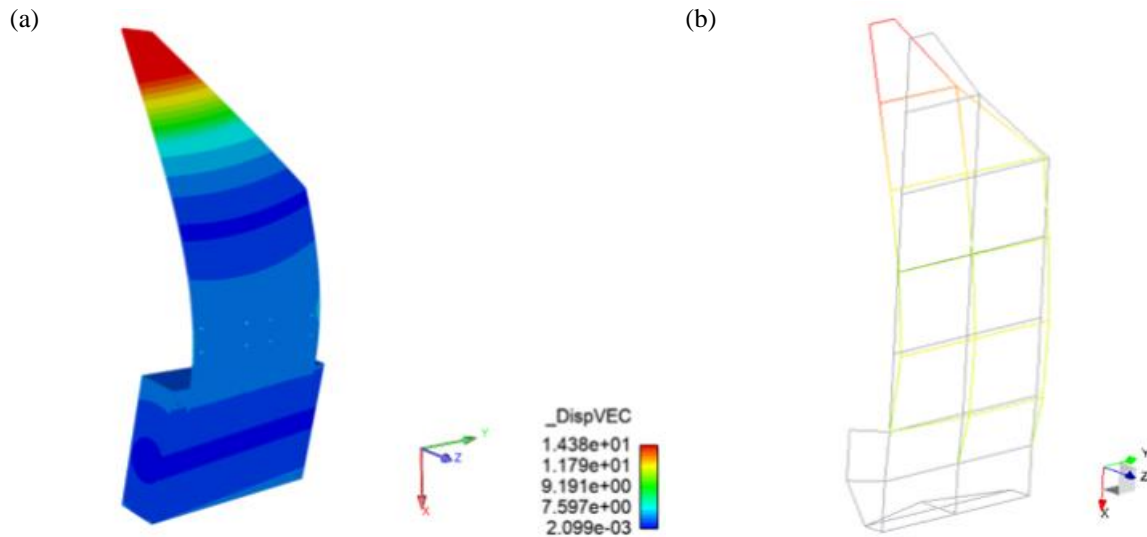 (a)
(b)
_DispVEC
1.438e+01
1.179e+01
9.191e+00
7.597e+00
2.099e-03
Y
Z
X
Y
Z
X